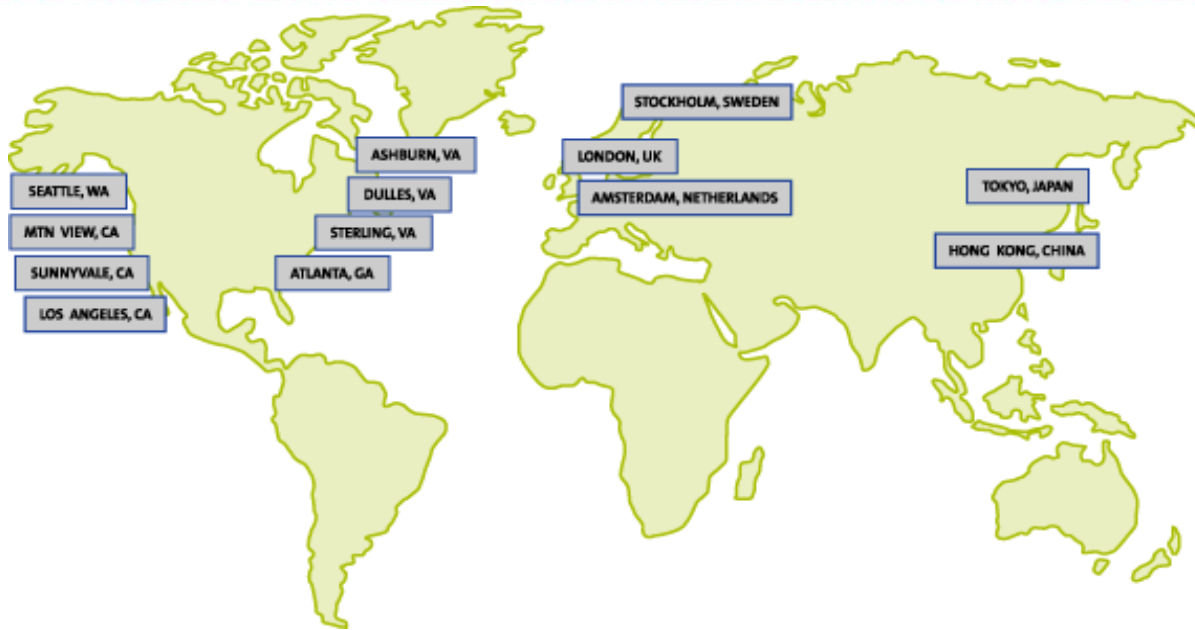 STOCKHOLM, SWEDEN
ASHBURN, VA
LONDON, UK
SEATTLE, WA
DULLES, VA
AMSTERDAM, NETHERLANDS
TOKYO, JAPAN
MTN VIEW, CA
STERLING, VA
HONG KONG, CHINA
SUNNYVALE, CA
ATLANTA, GA
LOS ANGELES, CA